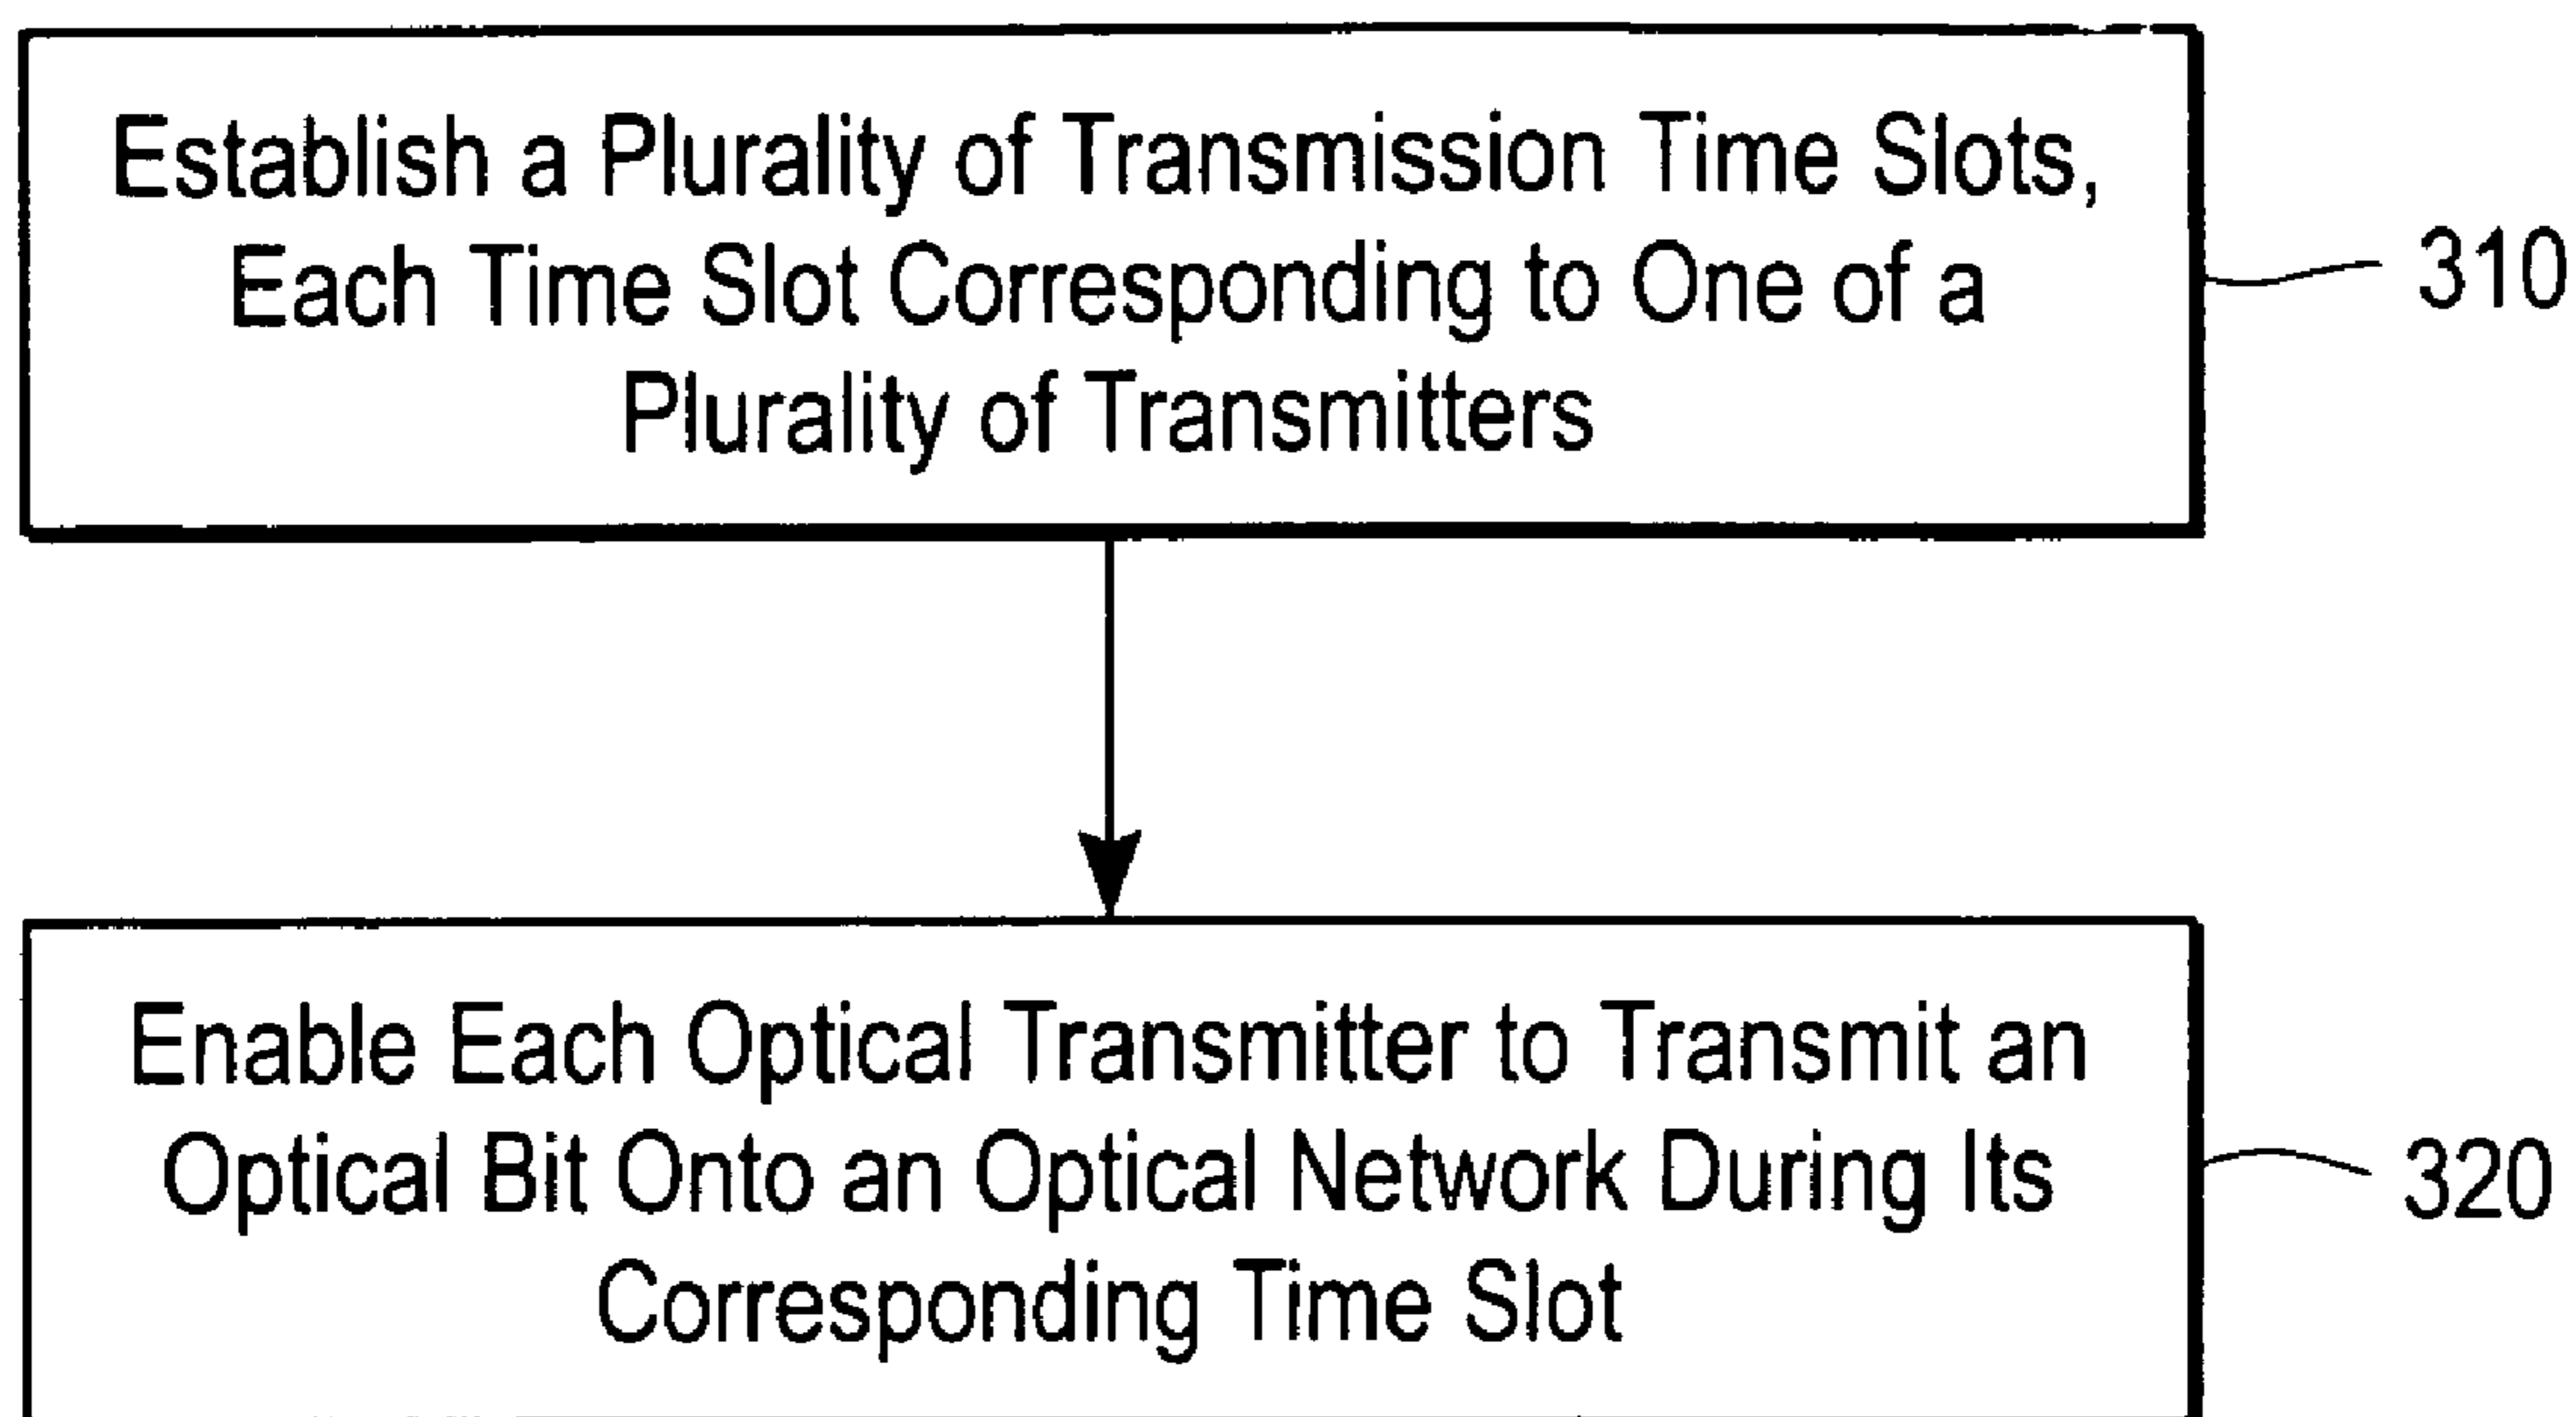 Establish a Plurality of Transmission Time Slots,
Each Time Slot Corresponding to One of a
Plurality of Transmitters
310
Enable Each Optical Transmitter to Transmit an
Optical Bit Onto an Optical Network During Its
Corresponding Time Slot
320